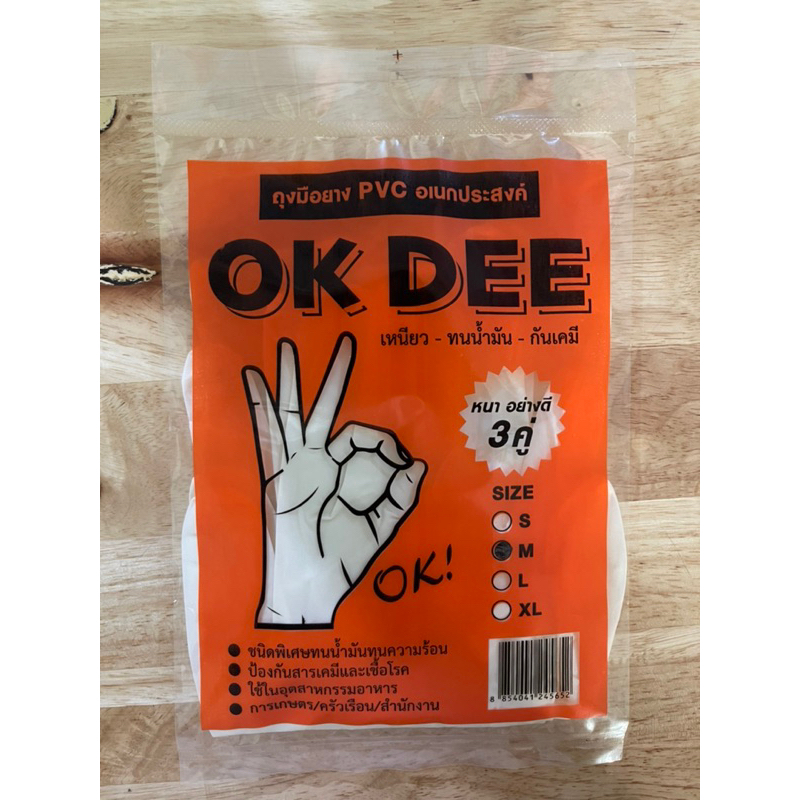 ถุงมือยาง PVC อเนกประสงค์
OK DEE
เหนียว - ทนน้ำมัน - กันเคมี
หนา อย่างดี
3คู่
SIZE
S
M
L
XL
OK!
ชนิดพิเศษทนน้ำมันทนความร้อน
ป้องกันสารเคมีและเชื้อโรค
ใช้ในอุตสาหกรรมอาหาร
การเกษตร/ครัวเรือน/สำนักงาน
8 854041 245652